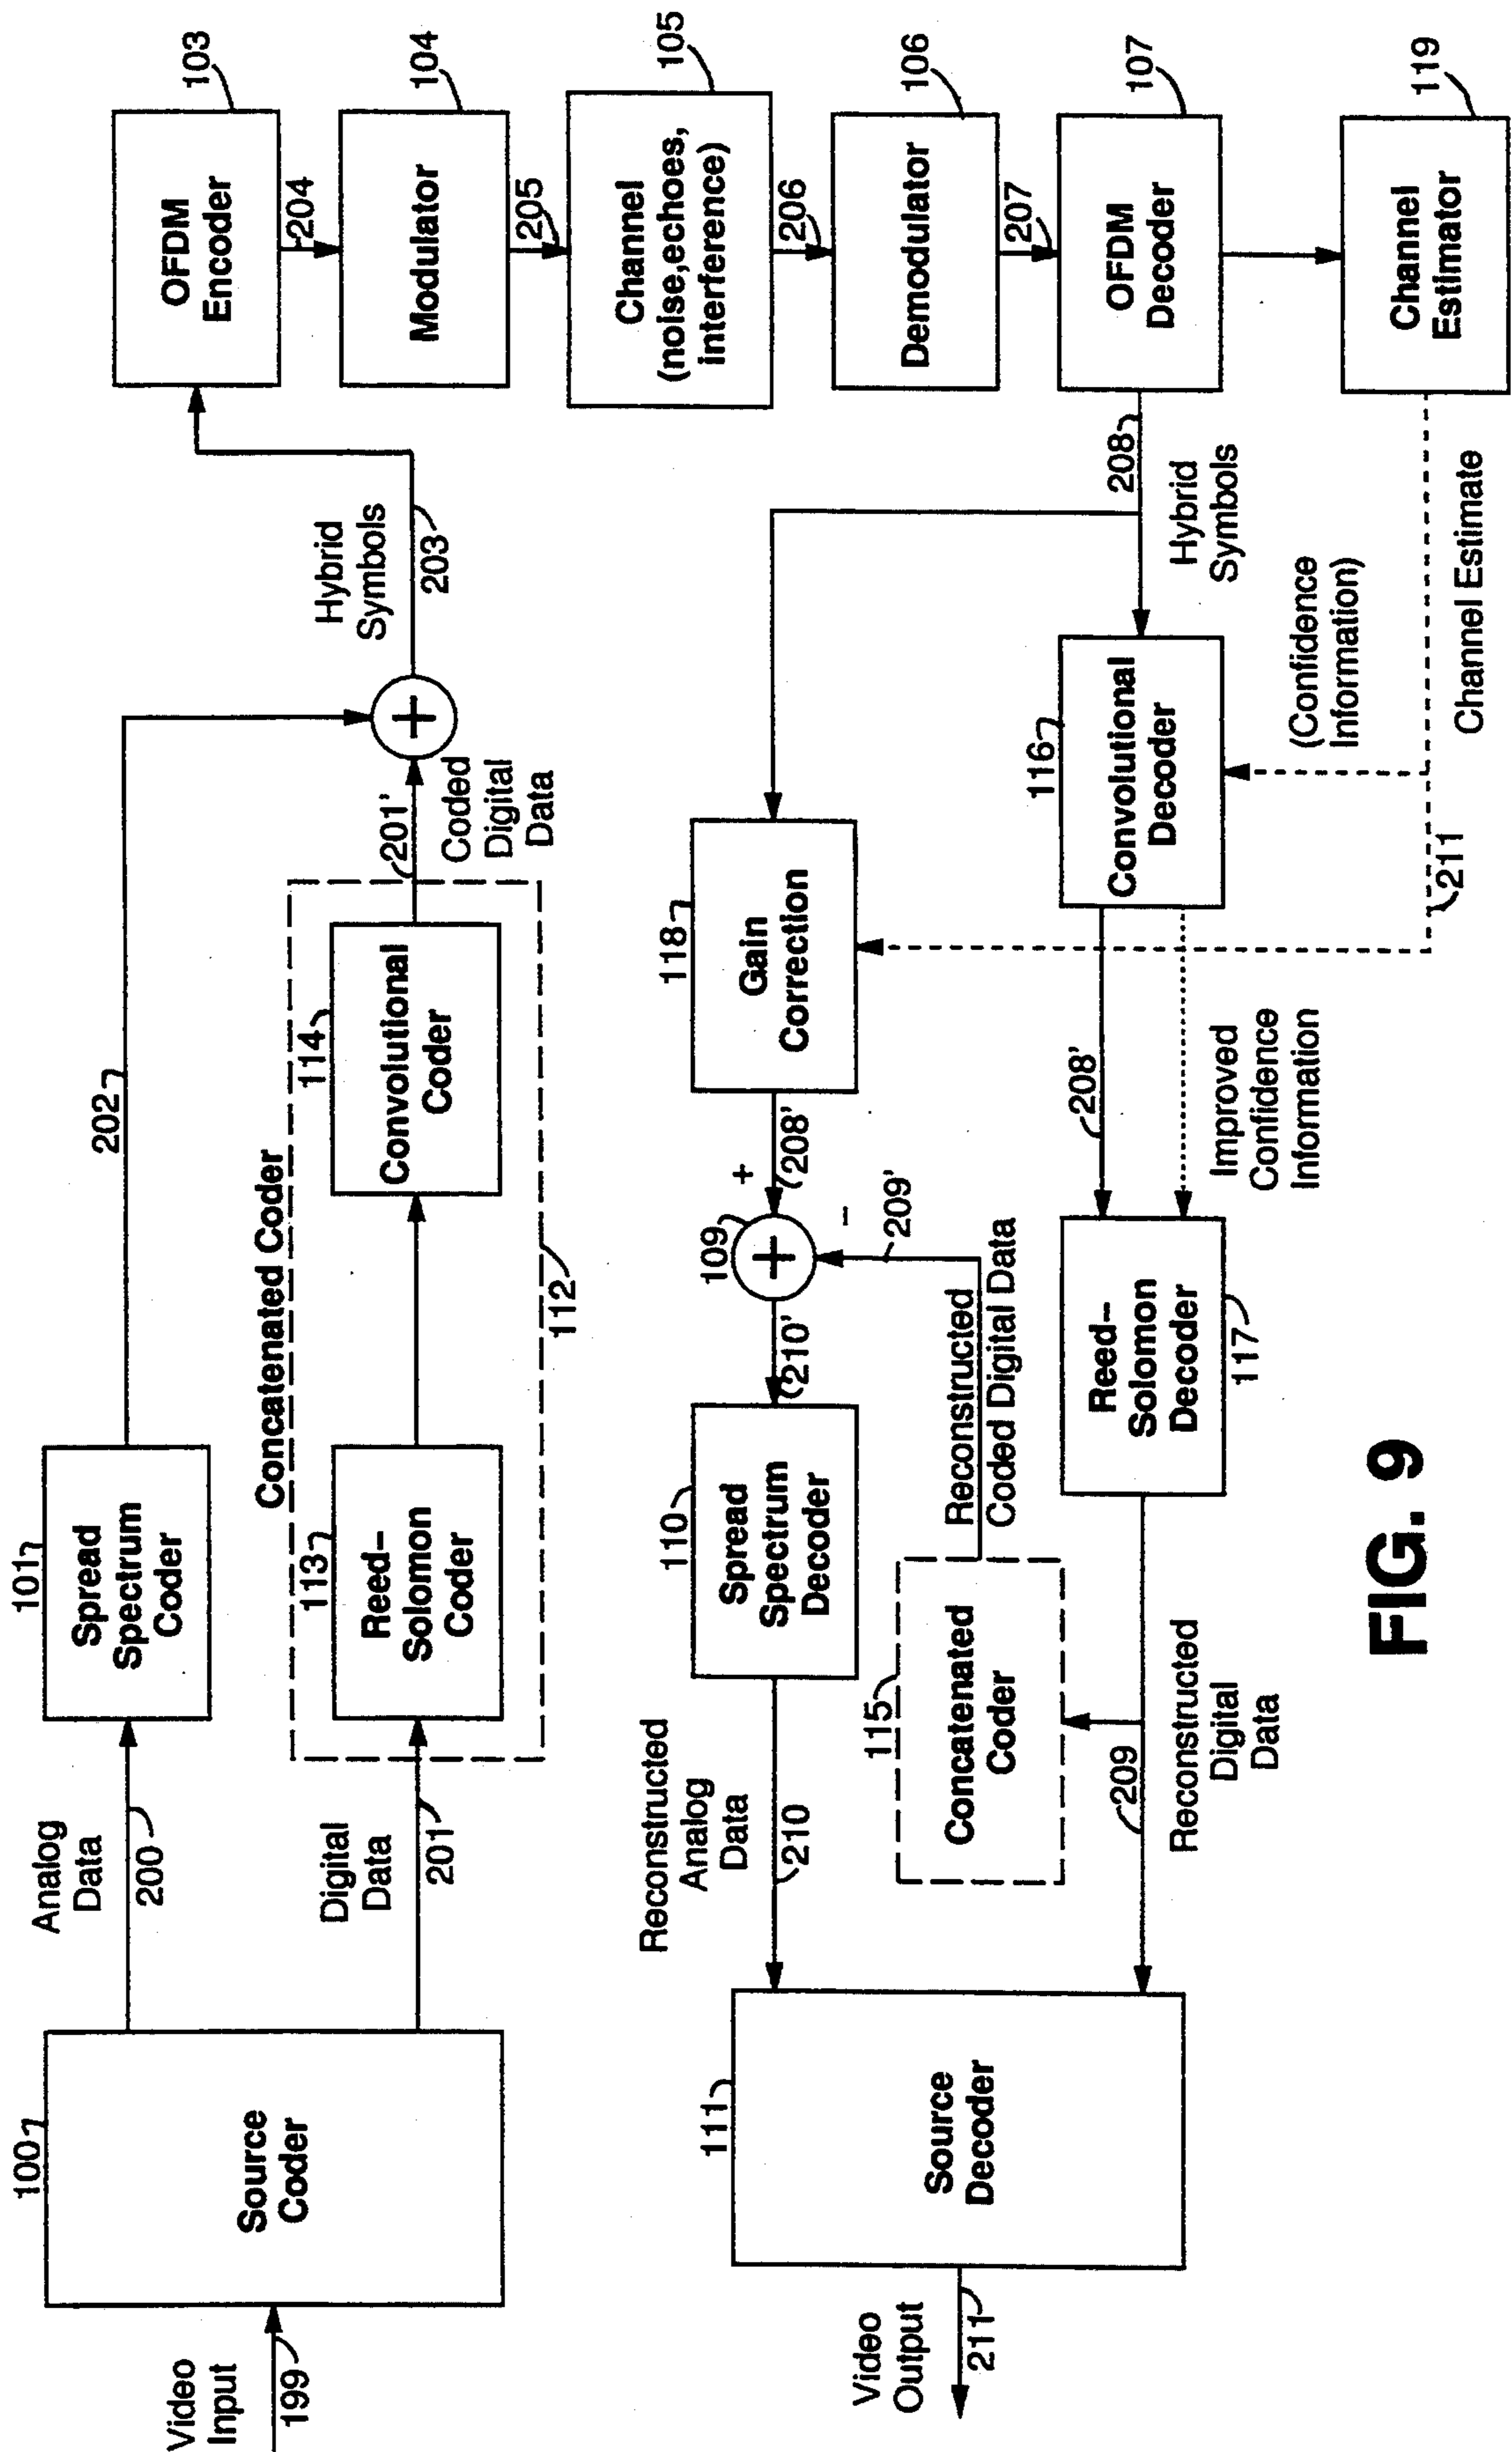 Video
Input
199
100
Source
Coder
Analog
Data
200
Digital
Data
201
101
Spread
Spectrum
Coder
202
Concatenated Coder
113
Reed-
Solomon
Coder
114
Convolutional
Coder
112
201'
Coded
Digital
Data
Hybrid
Symbols
203
OFDM
Encoder
103
204
Modulator
104
205
Channel
(noise,echoes,
interference)
105
206
Demodulator
106
207
OFDM
Decoder
107
Channel
Estimator
119
208
Hybrid
Symbols
(Confidence
Information)
Channel Estimate
211
116
Convolutional
Decoder
118
Gain
Correction
208'
Improved
Confidence
Information
+
208'
109
-
209'
210'
Reconstructed
Coded Digital Data
Reed-
Solomon
Decoder
117
110
Spread
Spectrum
Decoder
115
Concatenated
Coder
Reconstructed
Analog
Data
210
209
Reconstructed
Digital
Data
111
Source
Decoder
Video
Output
211
FIG. 9